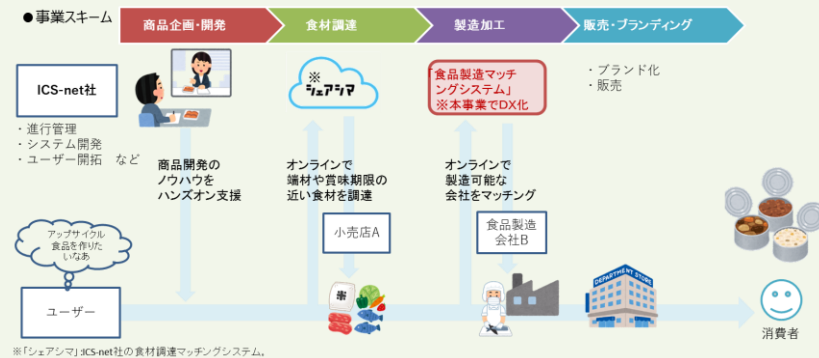 ●事業スキーム
商品企画・開発
食材調達
製造加工
販売・ブランディング
ICS-net社
・進行管理
・システム開発
・ユーザー開拓　など
商品開発の
ノウハウを
ハンズオン支援
※
シェアシマ
オンラインで
端材や賞味期限の
近い食材を調達
小売店A
米
「食品製造マッチ
ングシステム」
※本事業でDX化
オンラインで
製造可能な
会社をマッチング
食品製造
会社B
・ブランド化
・販売
DEPARTMENT STORE
アップサイクル
食品を作りた
いなあ
ユーザー
消費者
※「シェアシマ」:ICS-net社の食材調達マッチングシステム。